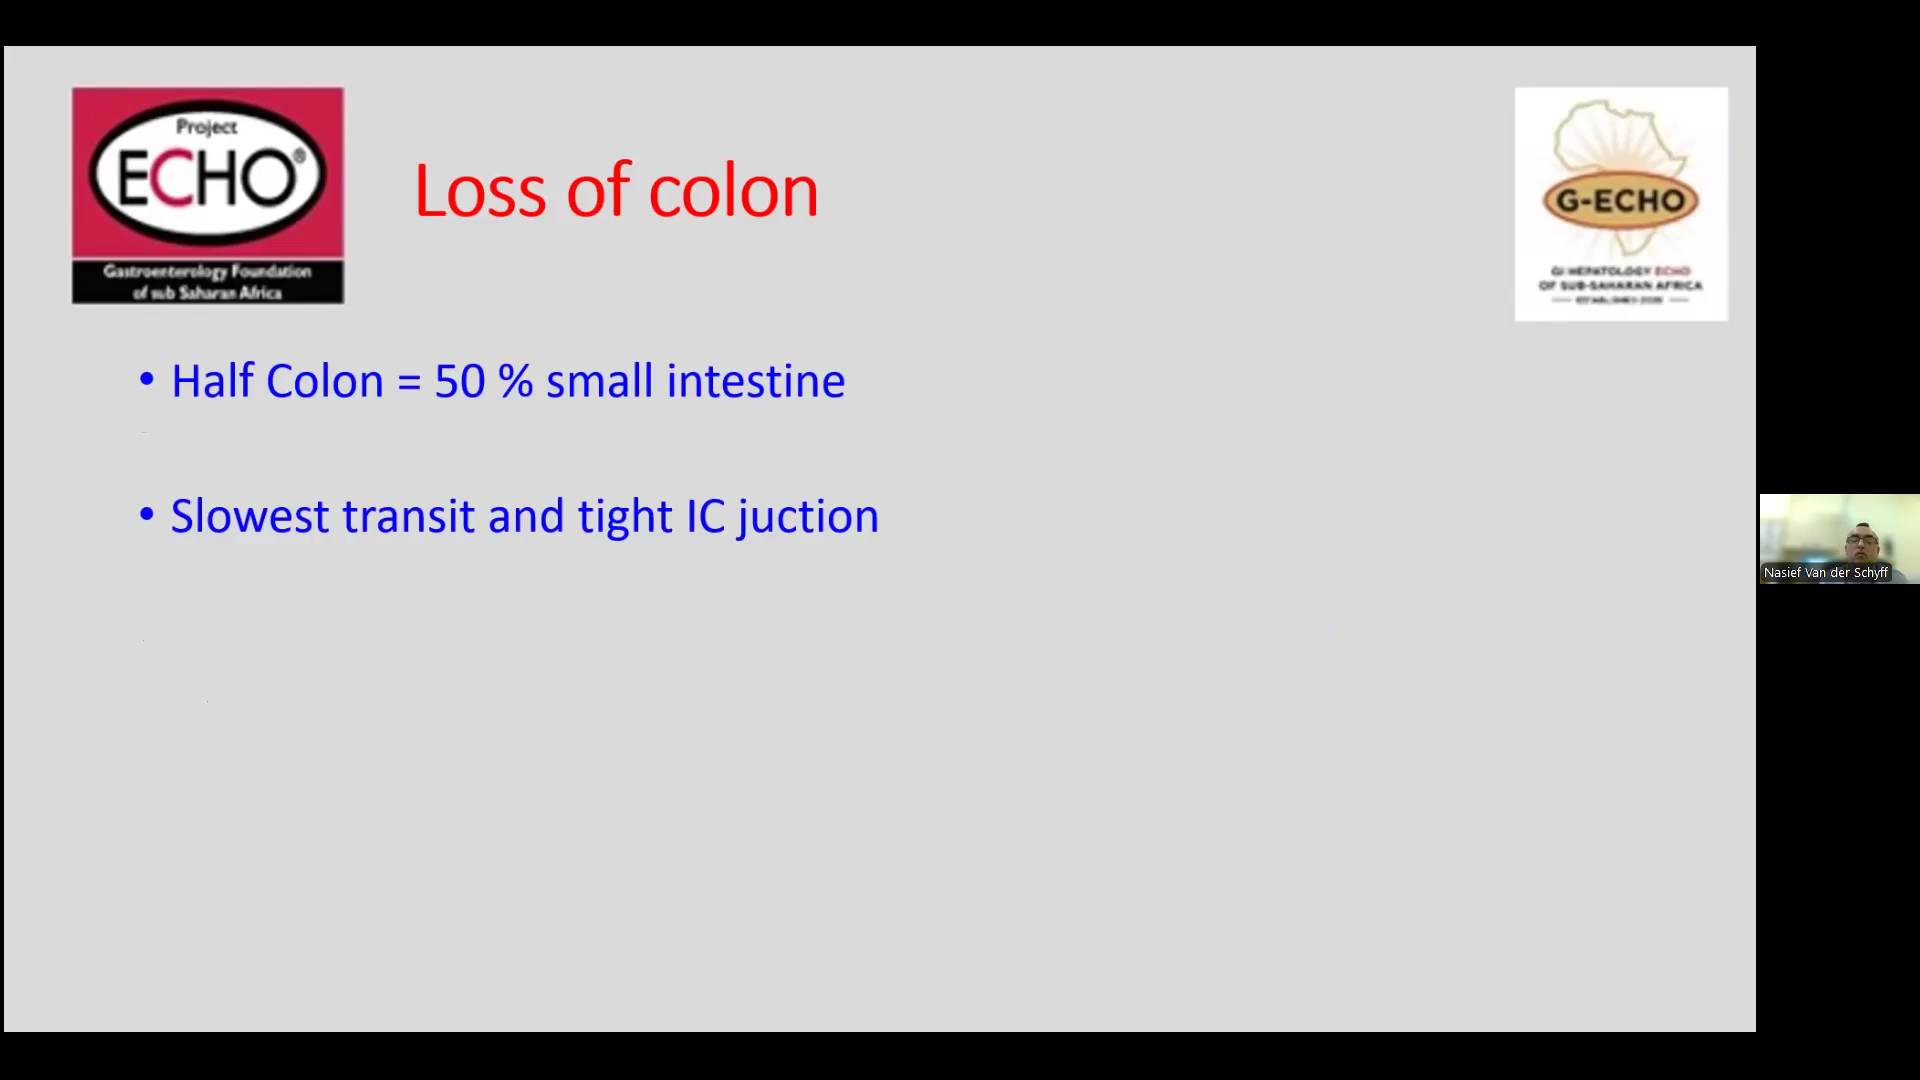 Project
ECHO®
Gastroenterology Foundation
of sub Saharan Africa
Loss of colon
G-ECHO
GI HEPATOLOGY ECHO
OF SUB-SAHARAN AFRICA
• Half Colon = 50 % small intestine
• Slowest transit and tight IC juction
Nasief Van der Schyff